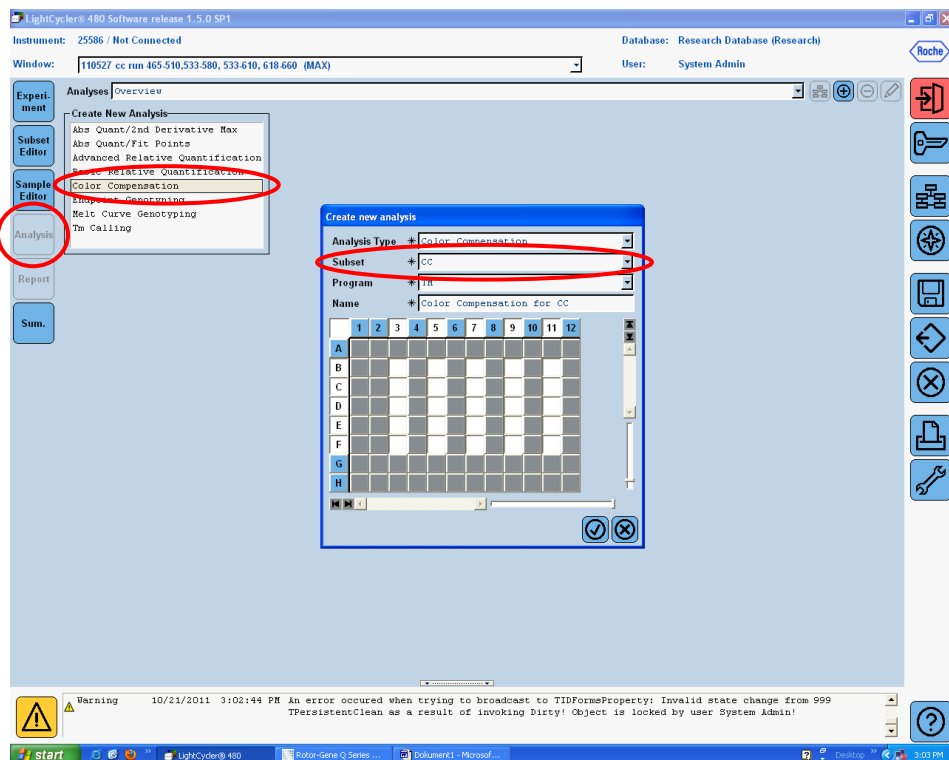 LightCycler® 480 Software release 1.5.0 SP1
Instrument: 25586 / Not Connected
Database: Research Database (Research)
Window: 110527 cc run 465-510,533-580, 533-610, 618-660 (MAX)
User: System Admin
Roche
Experi-
ment
Subset
Editor
Sample
Editor
Analysis
Report
Sum.
Analyses Overview
Create New Analysis
Abs Quant/2nd Derivative Max
Abs Quant/Fit Points
Advanced Relative Quantification
Basic Relative Quantification
Color Compensation
Endpoint Genotyping
Melt Curve Genotyping
Tm Calling
Create new analysis
Analysis Type * Color Compensation
Subset * CC
Program * TM
Name * Color Compensation for CC
1 2 3 4 5 6 7 8 9 10 11 12
A
B
C
D
E
F
G
H
Warning 10/21/2011 3:02:44 PM An error occured when trying to broadcast to TIDFormsProperty: Invalid state change from 999
TPersistentClean as a result of invoking Dirty! Object is locked by user System Admin!
start
LightCycler® 480
Rotor-Gene Q Series ...
Dokument1 - Microsof...
Desktop
3:03 PM